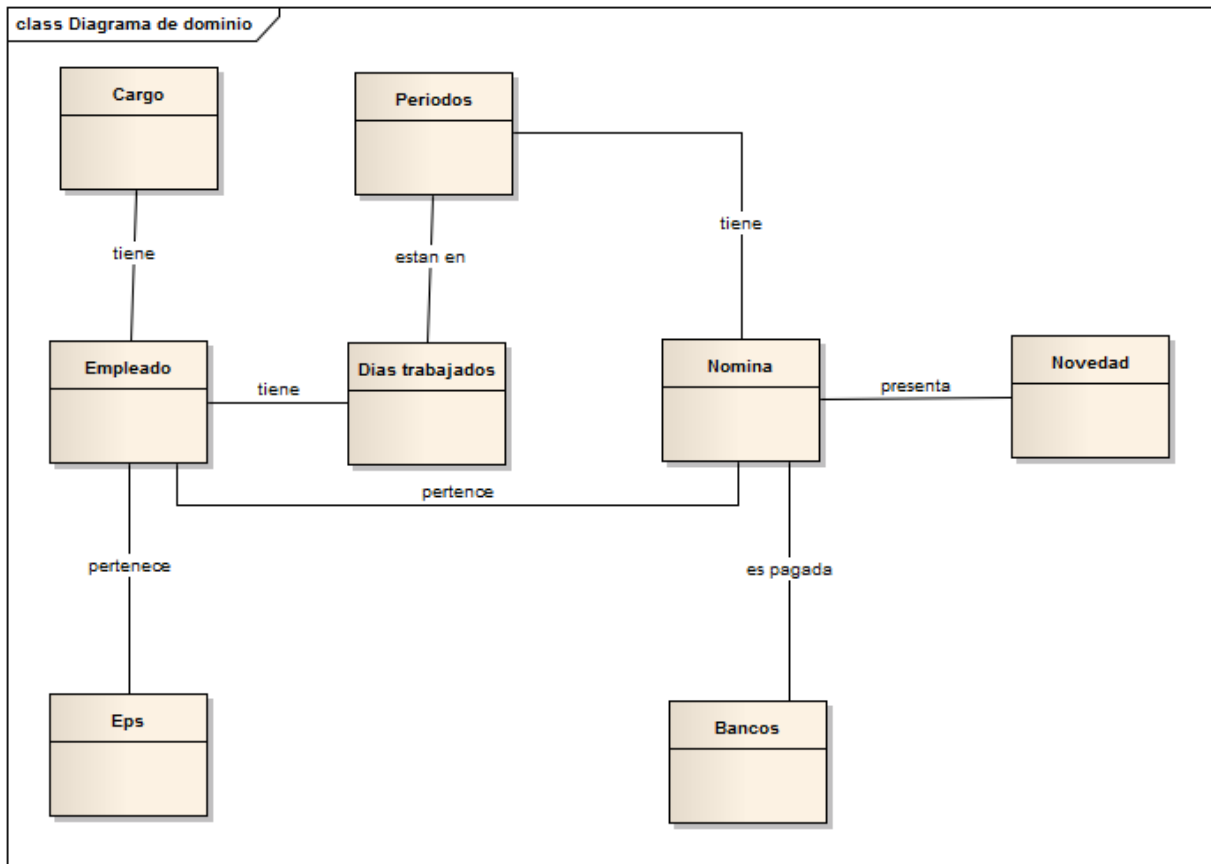 class Diagrama de dominio
Cargo
Periodos
tiene
tiene
estan en
Empleado
Dias trabajados
Nomina
Novedad
tiene
presenta
pertence
pertenece
es pagada
Eps
Bancos